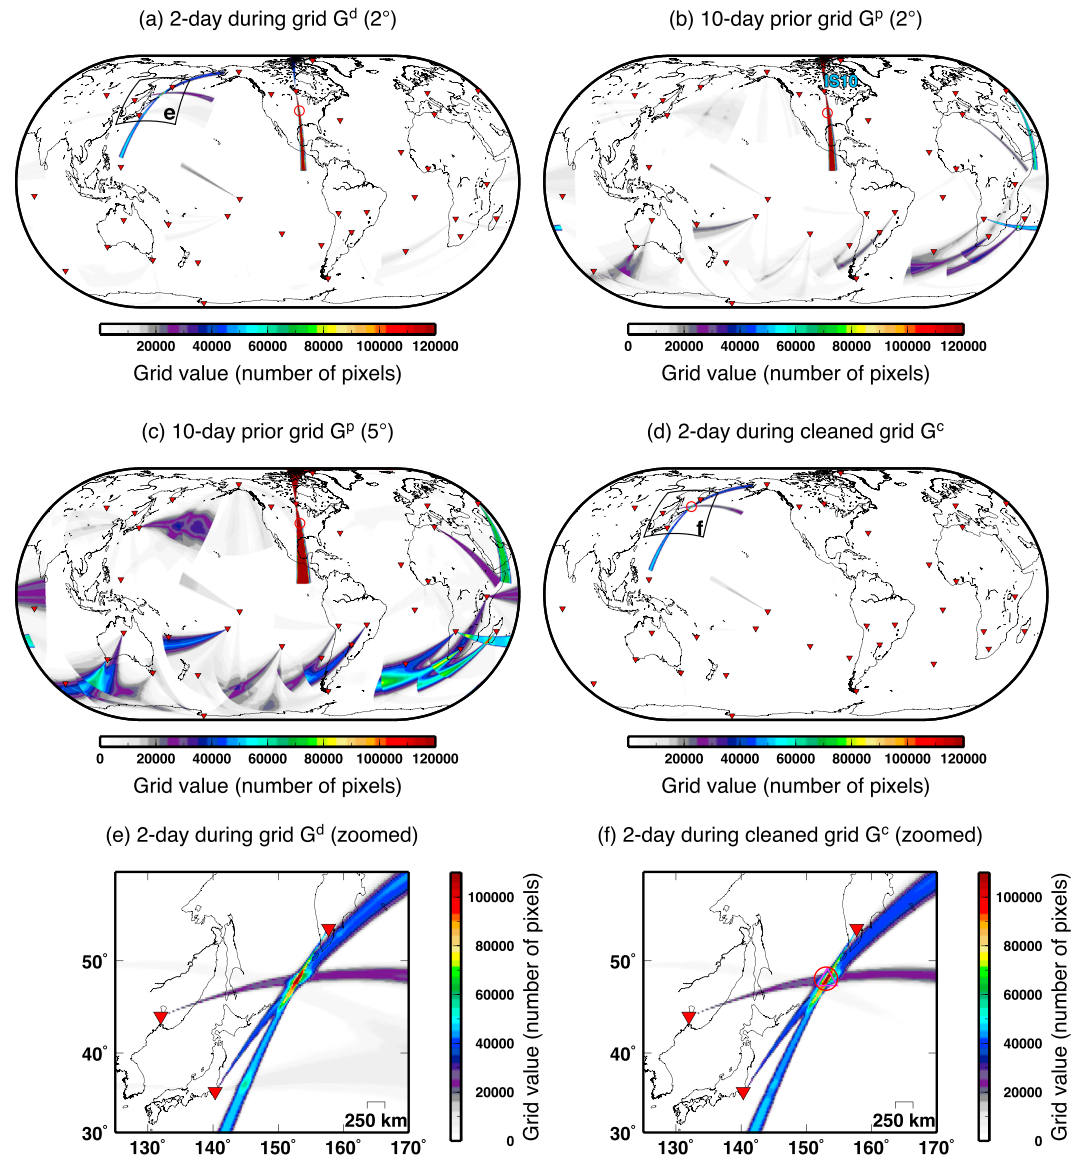 (a) 2-day during grid Gᵈ (2°)
(b) 10-day prior grid Gᵖ (2°)
e
IS10
20000 40000 60000 80000 100000 120000
Grid value (number of pixels)
0 20000 40000 60000 80000 100000 120000
Grid value (number of pixels)
(c) 10-day prior grid Gᵖ (5°)
(d) 2-day during cleaned grid Gᶜ
f
0 20000 40000 60000 80000 100000 120000
Grid value (number of pixels)
20000 40000 60000 80000 100000 120000
Grid value (number of pixels)
(e) 2-day during grid Gᵈ (zoomed)
(f) 2-day during cleaned grid Gᶜ (zoomed)
50°
40°
30°
130° 140° 150° 160° 170°
250 km
100000
80000
60000
40000
20000
0
Grid value (number of pixels)
50°
40°
30°
130° 140° 150° 160° 170°
250 km
100000
80000
60000
40000
20000
0
Grid value (number of pixels)